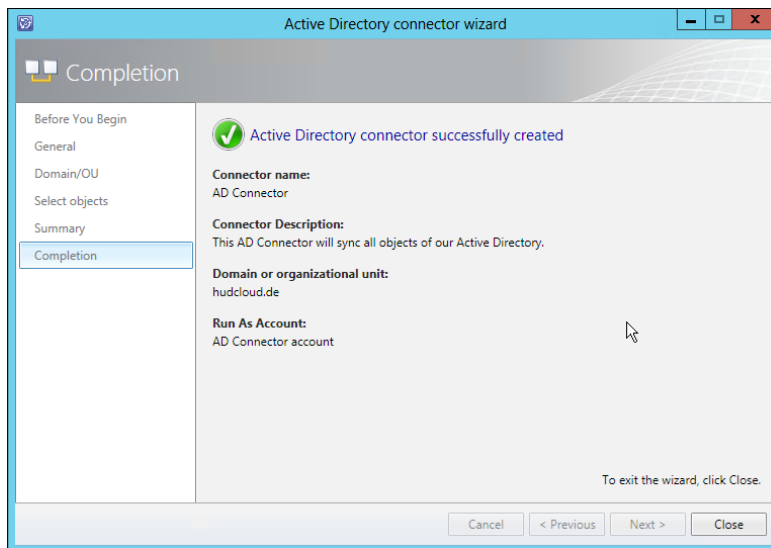 Active Directory connector wizard
x
Completion
Before You Begin
General
Domain/OU
Select objects
Summary
Completion
Active Directory connector successfully created
Connector name:
AD Connector
Connector Description:
This AD Connector will sync all objects of our Active Directory.
Domain or organizational unit:
hudcloud.de
Run As Account:
AD Connector account
To exit the wizard, click Close.
Cancel
< Previous
Next >
Close